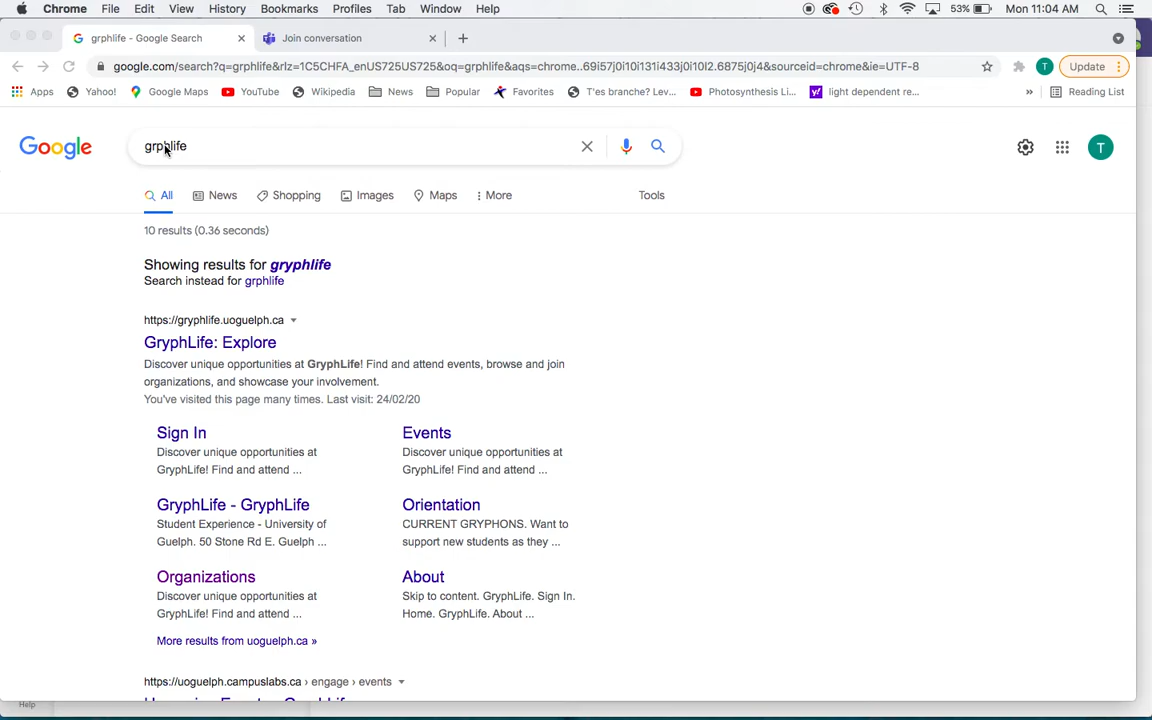 Chrome File Edit View History Bookmarks Profiles Tab Window Help 53% Mon 11:04 AM
grphlife - Google Search Join conversation
google.com/search?q=grphlife&rlz=1C5CHFA_enUS725US725&oq=grphlife&aqs=chrome..69i57j0i10i131i433j0i10l2.6875j0j4&sourceid=chrome&ie=UTF-8 Update
Apps Yahoo! Google Maps YouTube Wikipedia News Popular Favorites T'es branche? Lev... Photosynthesis Li... light dependent re... » Reading List
Google grphlife T
All News Shopping Images Maps More Tools
10 results (0.36 seconds)
Showing results for gryphlife
Search instead for grphlife
https://gryphlife.uoguelph.ca
GryphLife: Explore
Discover unique opportunities at GryphLife! Find and attend events, browse and join
organizations, and showcase your involvement.
You've visited this page many times. Last visit: 24/02/20
Sign In
Discover unique opportunities at
GryphLife! Find and attend ...
Events
Discover unique opportunities at
GryphLife! Find and attend ...
GryphLife - GryphLife
Student Experience - University of
Guelph. 50 Stone Rd E. Guelph ...
Orientation
CURRENT GRYPHONS. Want to
support new students as they ...
Organizations
Discover unique opportunities at
GryphLife! Find and attend ...
About
Skip to content. GryphLife. Sign In.
Home. GryphLife. About ...
More results from uoguelph.ca »
https://uoguelph.campuslabs.ca › engage › events
Help